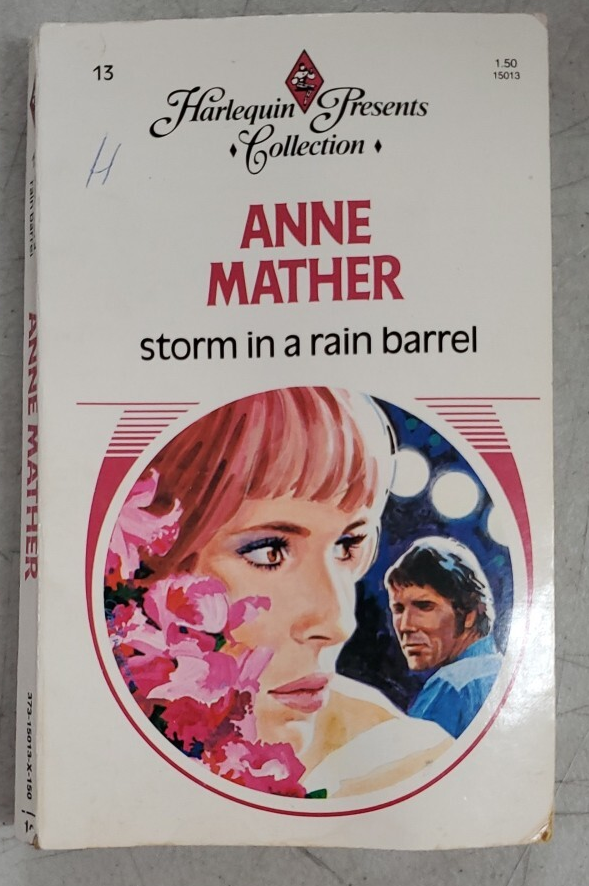 13
1.50
15013
Harlequin Presents
Collection
H
ANNE
MATHER
storm in a rain barrel
rain barrel
ANNE MATHER
373-15013-X-150